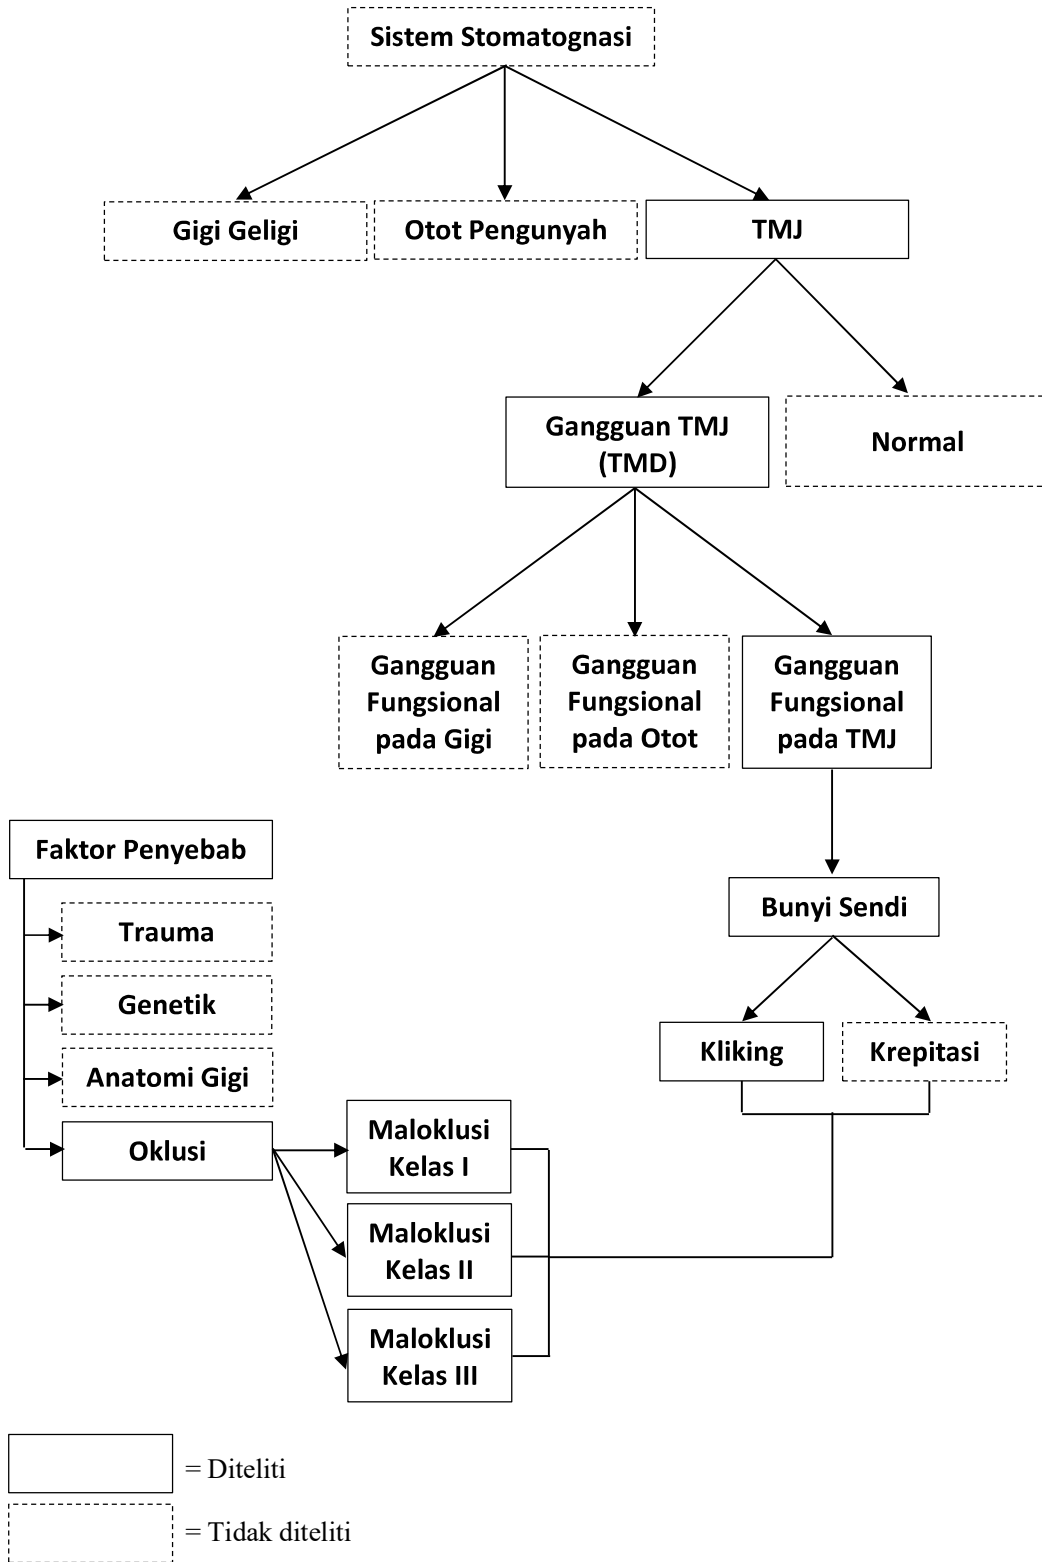 Sistem Stomatognasi
Gigi Geligi
Otot Pengunyah
TMJ
Gangguan TMJ
(TMD)
Normal
Gangguan
Fungsional
pada Gigi
Gangguan
Fungsional
pada Otot
Gangguan
Fungsional
pada TMJ
Faktor Penyebab
Trauma
Genetik
Anatomi Gigi
Oklusi
Bunyi Sendi
Kliking
Krepitasi
Maloklusi
Kelas I
Maloklusi
Kelas II
Maloklusi
Kelas III
= Diteliti
= Tidak diteliti